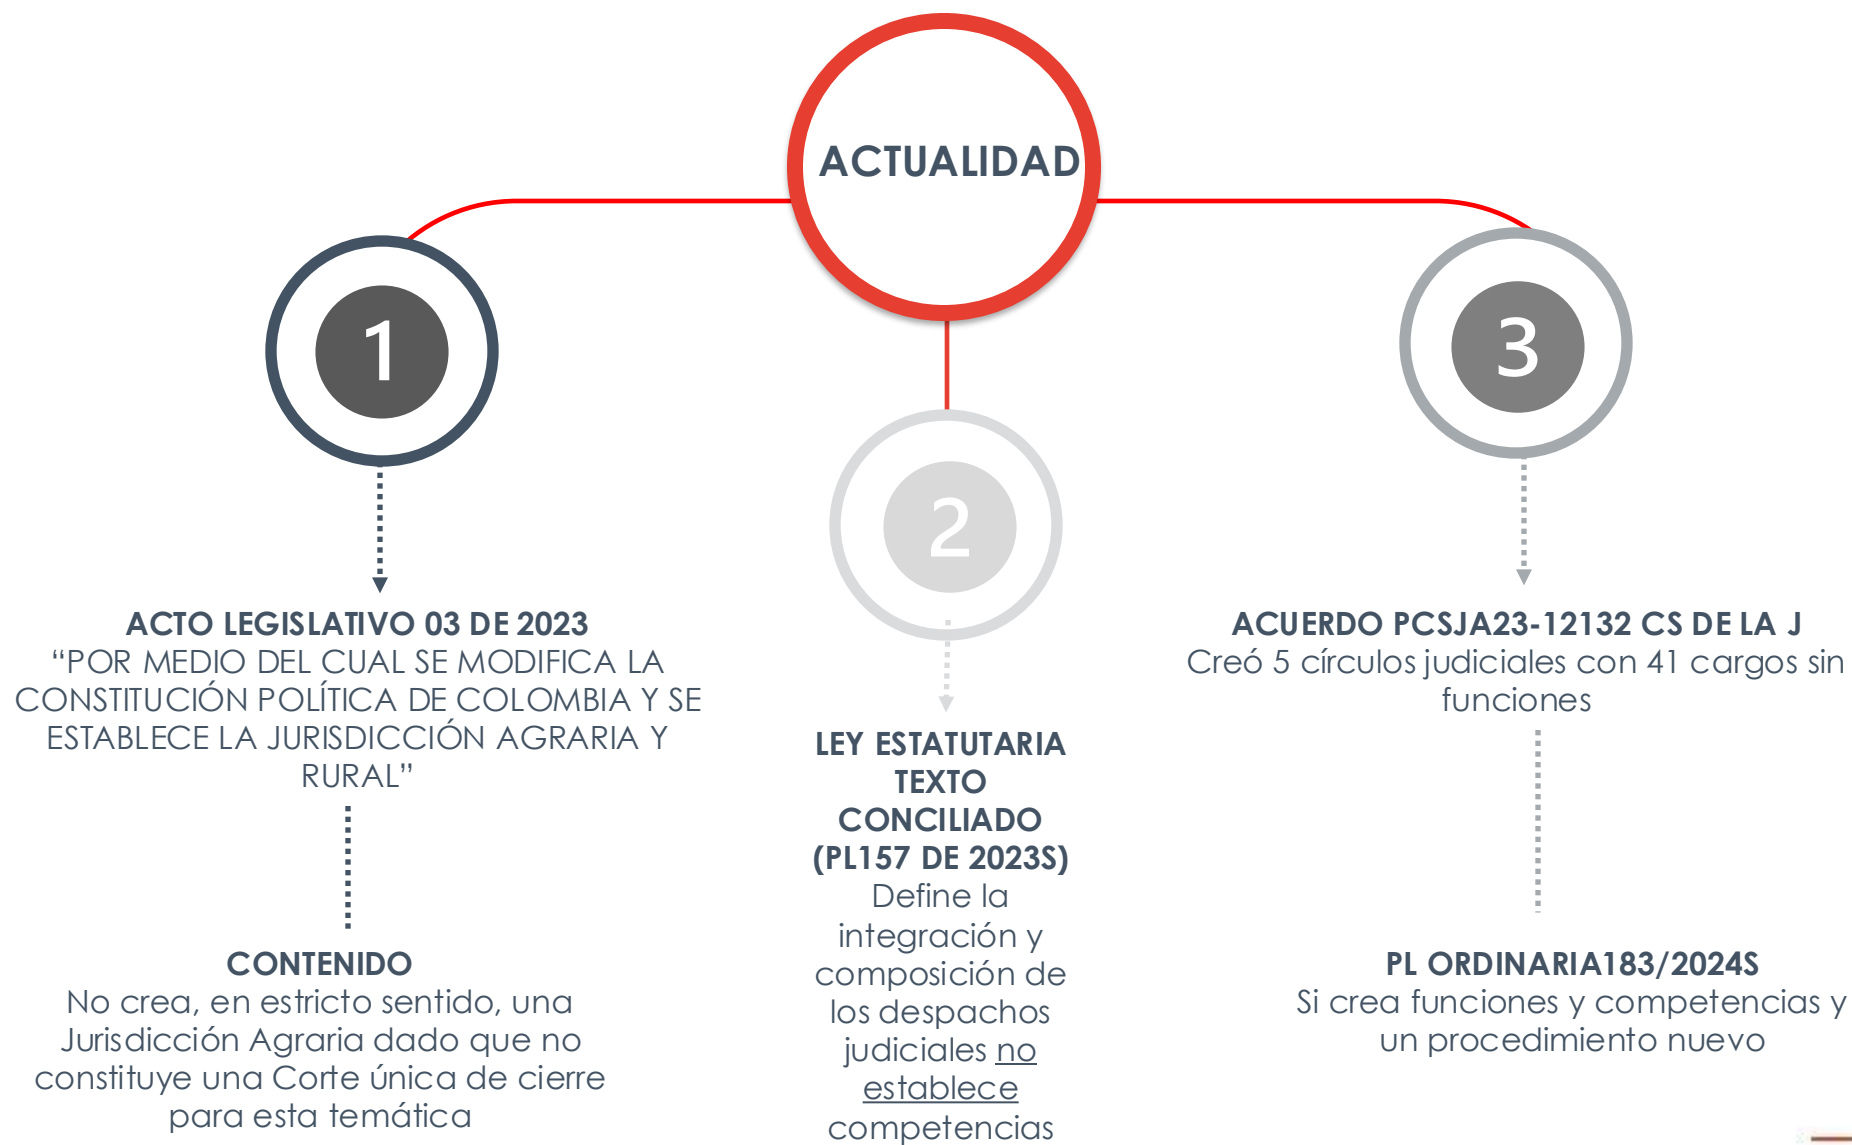 ACTUALIDAD
1
ACTO LEGISLATIVO 03 DE 2023
“POR MEDIO DEL CUAL SE MODIFICA LA
CONSTITUCIÓN POLÍTICA DE COLOMBIA Y SE
ESTABLECE LA JURISDICCIÓN AGRARIA Y
RURAL”
CONTENIDO
No crea, en estricto sentido, una
Jurisdicción Agraria dado que no
constituye una Corte única de cierre
para esta temática
2
LEY ESTATUTARIA
TEXTO
CONCILIADO
(PL157 DE 2023S)
Define la
integración y
composición de
los despachos
judiciales no
establece
competencias
3
ACUERDO PCSJA23-12132 CS DE LA J
Creó 5 círculos judiciales con 41 cargos sin
funciones
PL ORDINARIA183/2024S
Si crea funciones y competencias y
un procedimiento nuevo